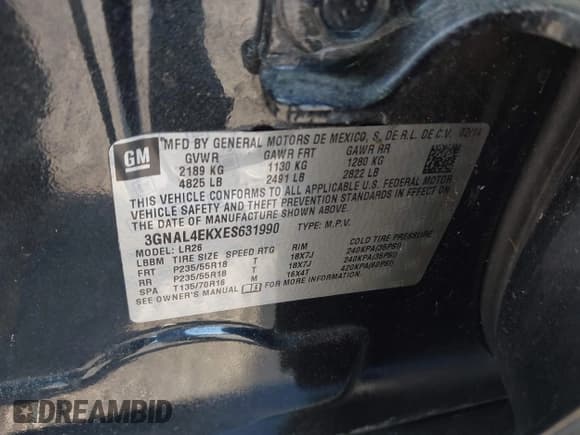 GM
MFD BY GENERAL MOTORS DE MEXICO, S. DE R.L. DE C.V. 02/14
GVWR GAWR FRT GAWR RR
2189 KG 1130 KG 1280 KG
4825 LB 2491 LB 2822 LB
THIS VEHICLE CONFORMS TO ALL APPLICABLE U.S. FEDERAL MOTOR
VEHICLE SAFETY AND THEFT PREVENTION STANDARDS IN EFFECT ON
THE DATE OF MANUFACTURE SHOWN ABOVE.
3GNAL4EKXES631990 TYPE: M.P.V.
MODEL: LR26
LBBM TIRE SIZE SPEED RTG RIM COLD TIRE PRESSURE
FRT P235/55R18 T 18X7J 240KPA(35PSI)
RR P235/55R18 T 18X7J 240KPA(35PSI)
SPA T135/70R16 M 16X4T 420KPA(60PSI)
SEE OWNER'S MANUAL FOR MORE INFORMATION.
DREAMBID